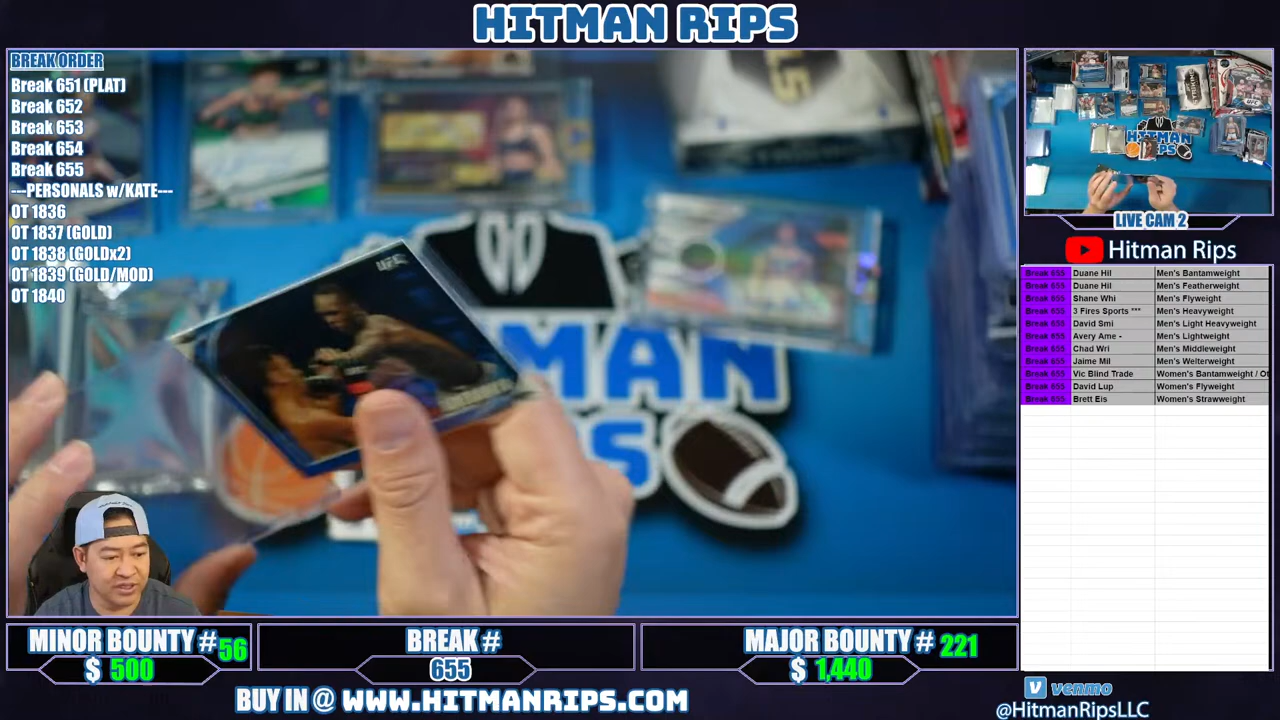 HITMAN RIPS
BREAK ORDER
Break 651 (PLAT)
Break 652
Break 653
Break 654
Break 655
---PERSONALS w/KATE---
OT 1836
OT 1837 (GOLD)
OT 1838 (GOLDx2)
OT 1839 (GOLD/MOD)
OT 1840
UFC
HITMAN
RIPS
LIVE CAM 2
Hitman Rips
Break 655 Duane Hil Men's Bantamweight
Break 655 Duane Hil Men's Featherweight
Break 655 Shane Whi Men's Flyweight
Break 655 3 Fires Sports *** Men's Heavyweight
Break 655 David Smi Men's Light Heavyweight
Break 655 Avery Ame - Men's Lightweight
Break 655 Chad Wri Men's Middleweight
Break 655 Jaime Mil Men's Welterweight
Break 655 Vic Blind Trade Women's Bantamweight / Ot
Break 655 David Lup Women's Flyweight
Break 655 Brett Eis Women's Strawweight
MINOR BOUNTY # 56
$ 500
BREAK #
655
MAJOR BOUNTY # 221
$ 1,440
BUY IN @ WWW.HITMANRIPS.COM
venmo
@HitmanRipsLLC